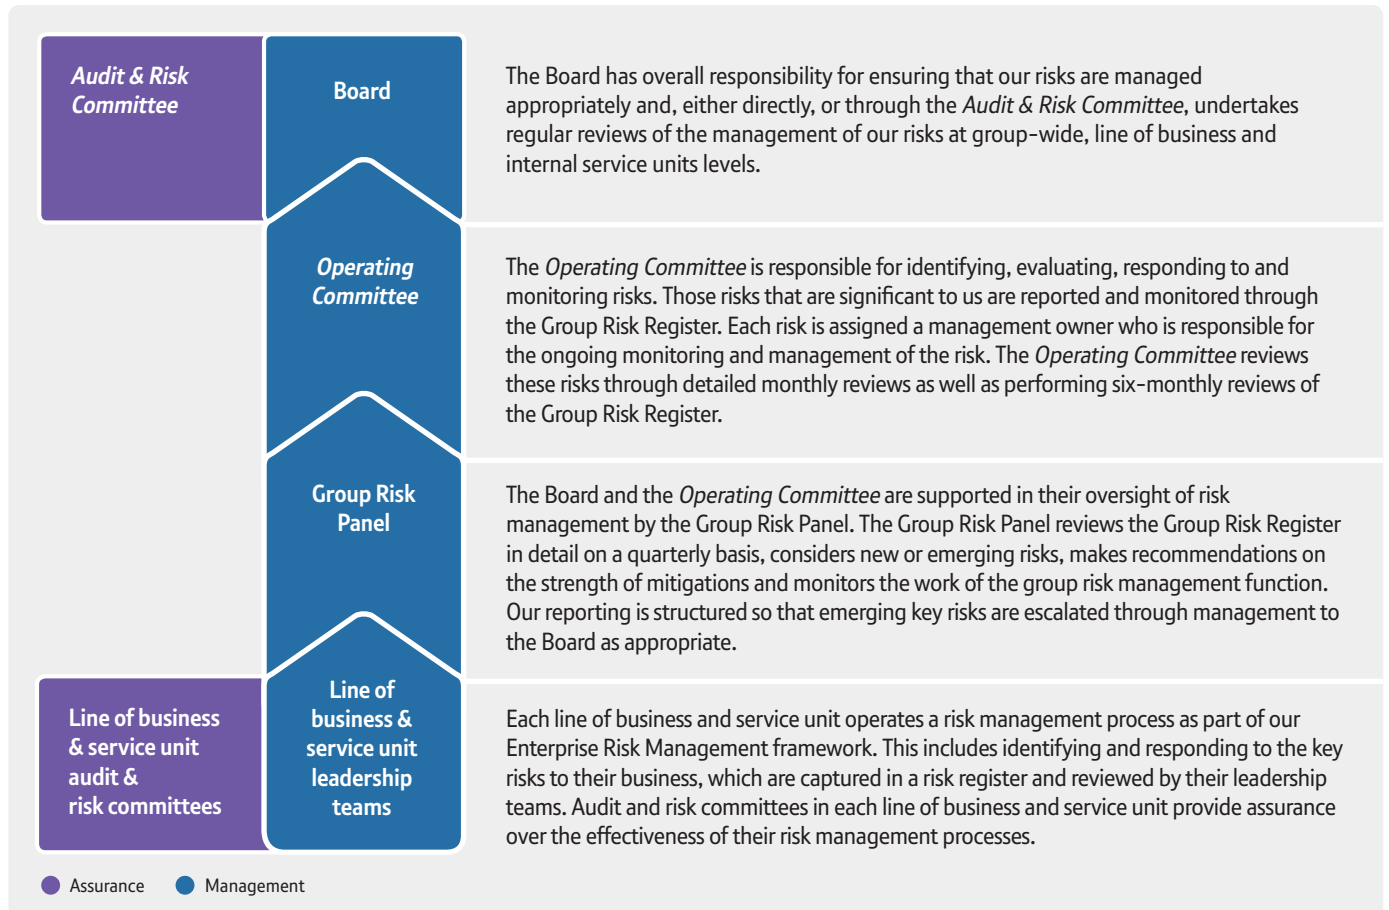 Audit & Risk
Committee
Board
The Board has overall responsibility for ensuring that our risks are managed
appropriately and, either directly, or through the Audit & Risk Committee, undertakes
regular reviews of the management of our risks at group-wide, line of business and
internal service units levels.
Operating
Committee
The Operating Committee is responsible for identifying, evaluating, responding to and
monitoring risks. Those risks that are significant to us are reported and monitored through
the Group Risk Register. Each risk is assigned a management owner who is responsible for
the ongoing monitoring and management of the risk. The Operating Committee reviews
these risks through detailed monthly reviews as well as performing six-monthly reviews of
the Group Risk Register.
Group Risk
Panel
The Board and the Operating Committee are supported in their oversight of risk
management by the Group Risk Panel. The Group Risk Panel reviews the Group Risk Register
in detail on a quarterly basis, considers new or emerging risks, makes recommendations on
the strength of mitigations and monitors the work of the group risk management function.
Our reporting is structured so that emerging key risks are escalated through management to
the Board as appropriate.
Line of business
& service unit
audit &
risk committees
Line of
business &
service unit
leadership
teams
Each line of business and service unit operates a risk management process as part of our
Enterprise Risk Management framework. This includes identifying and responding to the key
risks to their business, which are captured in a risk register and reviewed by their leadership
teams. Audit and risk committees in each line of business and service unit provide assurance
over the effectiveness of their risk management processes.
Assurance
Management